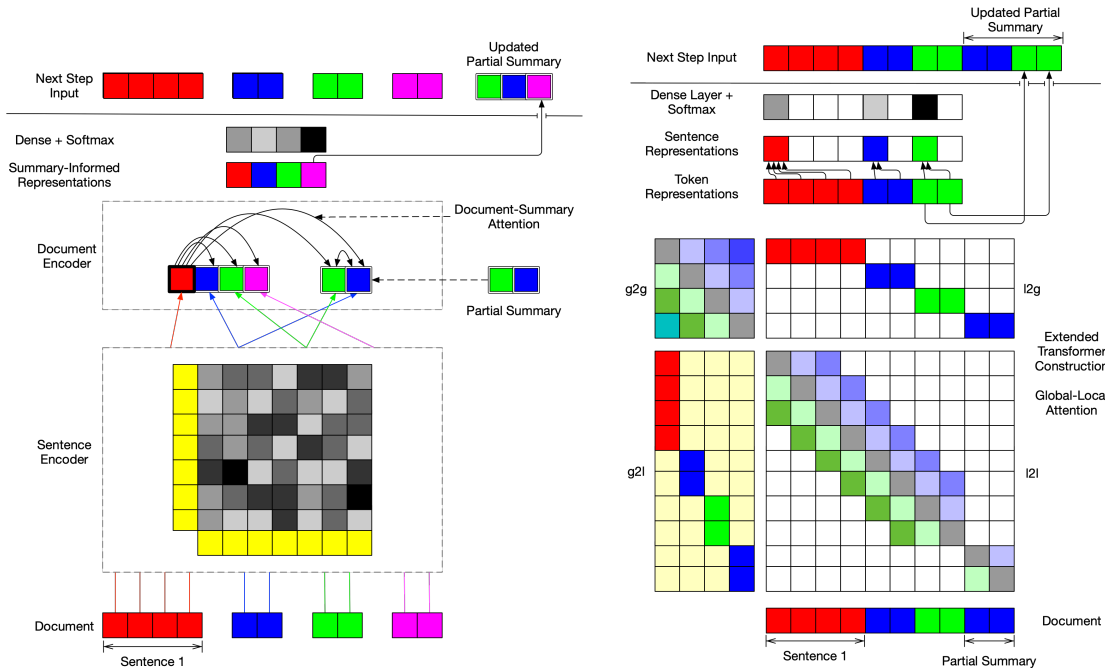 Updated
Partial Summary
Next Step
Input
Dense + Softmax
Summary-Informed
Representations
Document-Summary
Attention
Document
Encoder
Partial Summary
Sentence
Encoder
Document
Sentence 1
Updated Partial
Summary
Next Step Input
Dense Layer +
Softmax
Sentence
Representations
Token
Representations
g2g
l2g
Extended
Transformer
Construction
Global-Local
Attention
g2l
l2l
Document
Sentence 1
Partial Summary